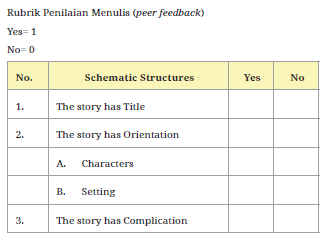 Rubrik Penilaian Menulis (peer feedback)
Yes= 1
No= 0
No. Schematic Structures Yes No
1. The story has Title
2. The story has Orientation
A. Characters
B. Setting
3. The story has Complication